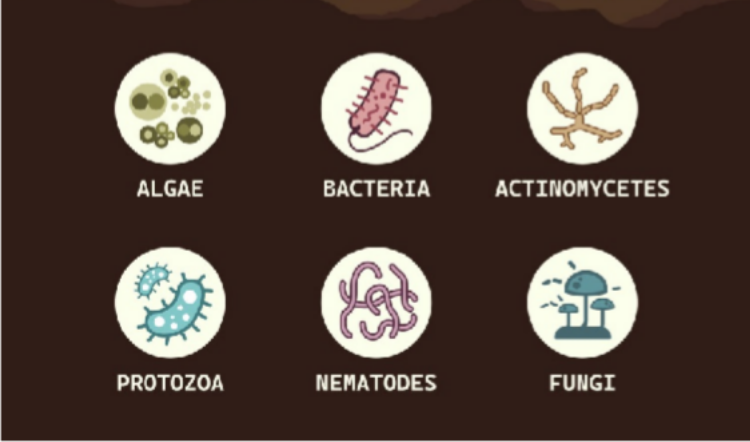 ALGAE
BACTERIA
ACTINOMYCETES
PROTOZOA
NEMATODES
FUNGI